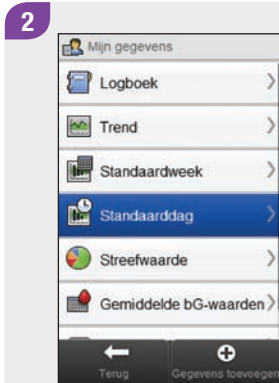 2
Mijn gegevens
Logboek
Trend
Standaardweek
Standaarddag
Streefwaarde
Gemiddelde bG-waarden
Terug
Gegevens toevoegen